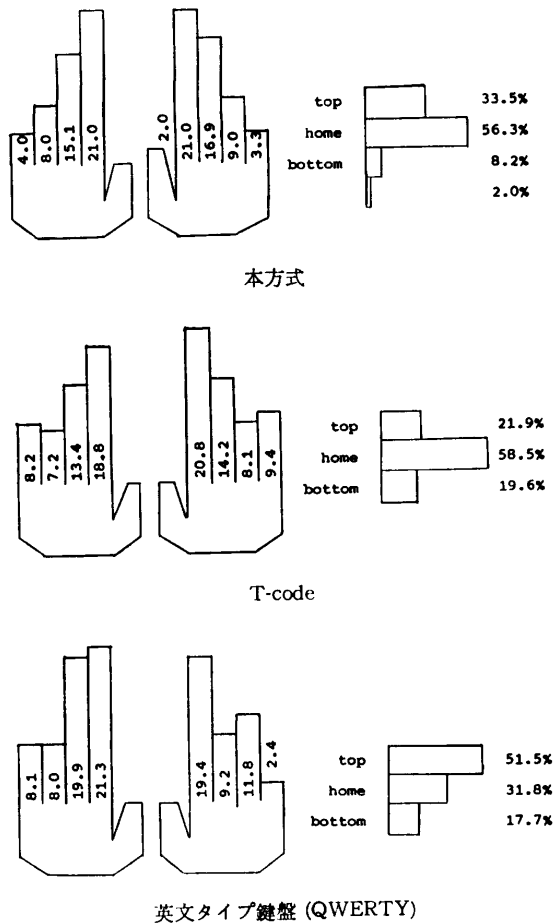 4.0 8.0 15.1 21.0 2.0 21.0 16.9 9.0 3.3
top 33.5%
home 56.3%
bottom 8.2%
2.0%
本方式
8.2 7.2 13.4 18.8 20.8 14.2 8.1 9.4
top 21.9%
home 58.5%
bottom 19.6%
T-code
8.1 8.0 19.9 21.3 19.4 9.2 11.8 2.4
top 51.5%
home 31.8%
bottom 17.7%
英文タイプ鍵盤 (QWERTY)